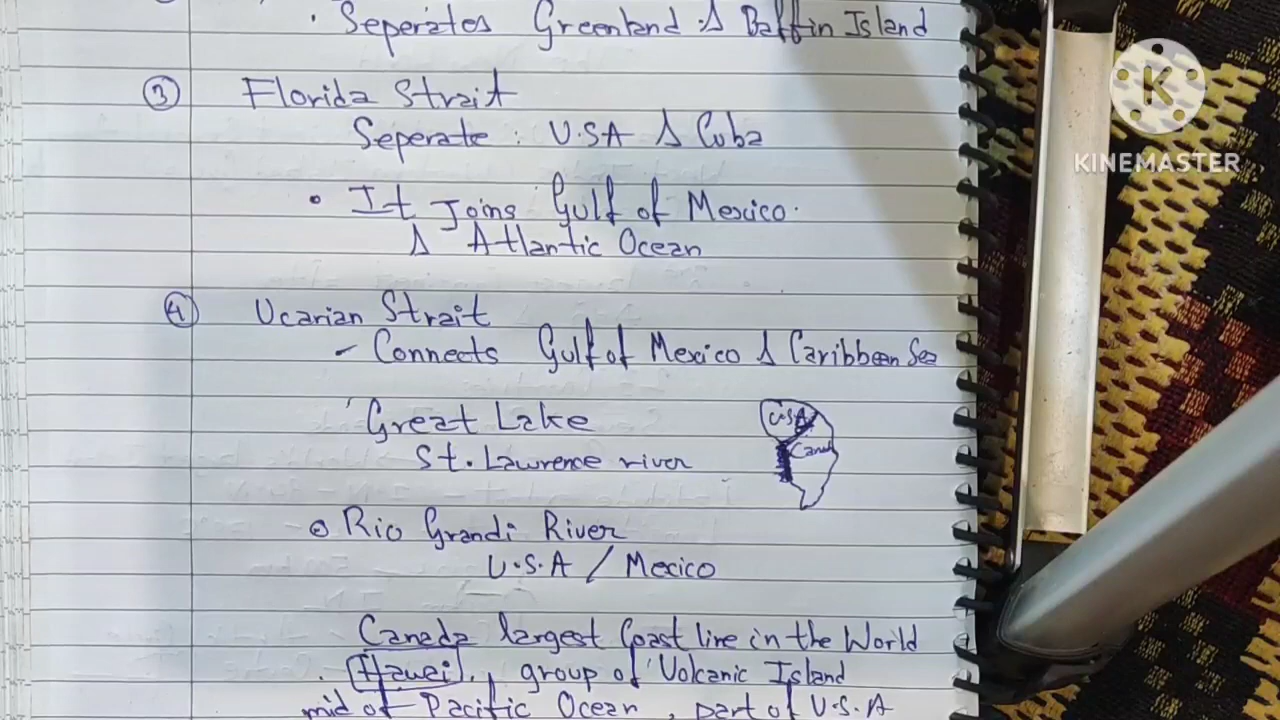 · Seperates Greenland & Baffin Island
③ Florida Strait
Seperate : U.S.A & Cuba
• It Joins Gulf of Mexico.
& Atlantic Ocean
④ Ucarian Strait
- Connects Gulf of Mexico & Caribbean Sea
Great Lake
St. Lawrence river
U.S.A
Cana
⊙ Rio Grandi River
U.S.A / Mexico
Canada largest Coast line in the World
. Hawei , group of Volcanic Island
mid of Pacific Ocean , part of U.S.A
K
KINEMASTER